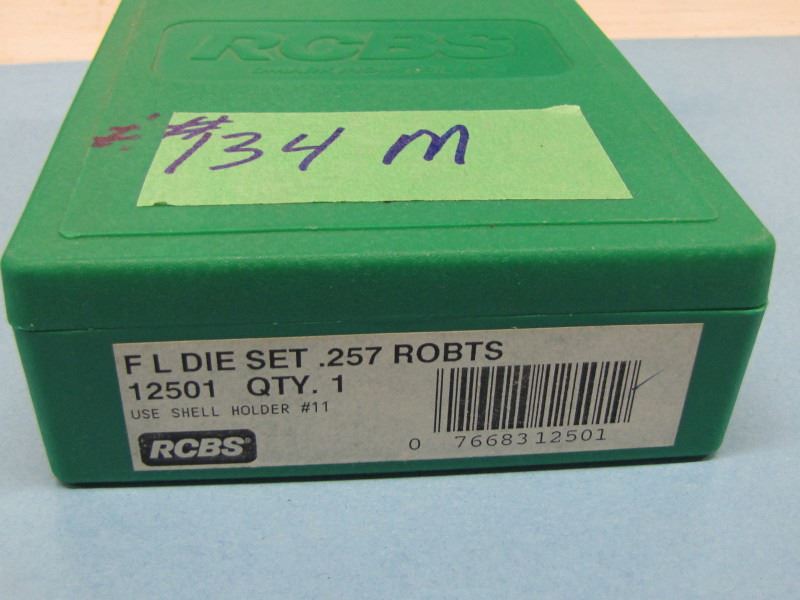 RCBS
#134 M
F L DIE SET .257 ROBTS
12501 QTY. 1
USE SHELL HOLDER #11
RCBS
0 7668312501